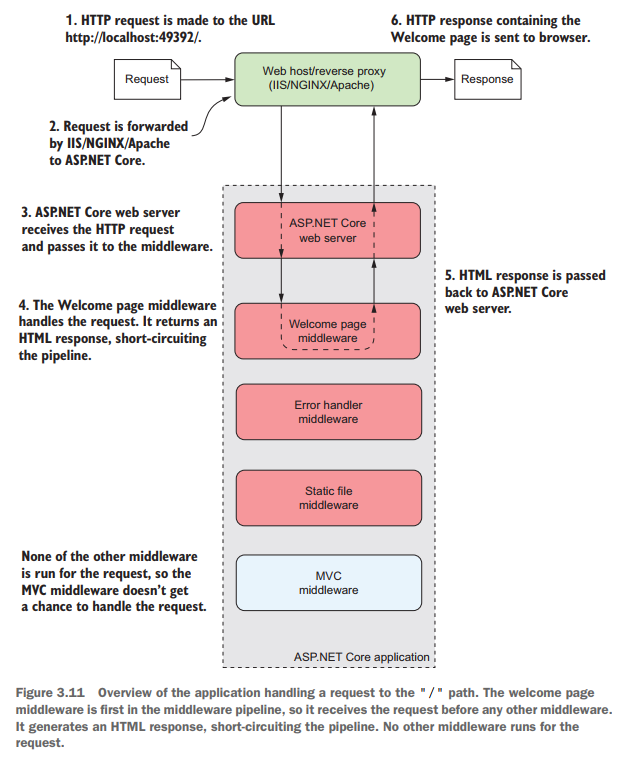 1. HTTP request is made to the URL
http://localhost:49392/.
6. HTTP response containing the
Welcome page is sent to browser.
Request
Web host/reverse proxy
(IIS/NGINX/Apache)
Response
2. Request is forwarded
by IIS/NGINX/Apache
to ASP.NET Core.
3. ASP.NET Core web server
receives the HTTP request
and passes it to the middleware.
ASP.NET Core
web server
5. HTML response is passed
back to ASP.NET Core
web server.
4. The Welcome page middleware
handles the request. It returns an
HTML response, short-circuiting
the pipeline.
Welcome page
middleware
Error handler
middleware
Static file
middleware
None of the other middleware
is run for the request, so the
MVC middleware doesn't get
a chance to handle the request.
MVC
middleware
ASP.NET Core application
Figure 3.11 Overview of the application handling a request to the "/" path. The welcome page
middleware is first in the middleware pipeline, so it receives the request before any other middleware.
It generates an HTML response, short-circuiting the pipeline. No other middleware runs for the
request.